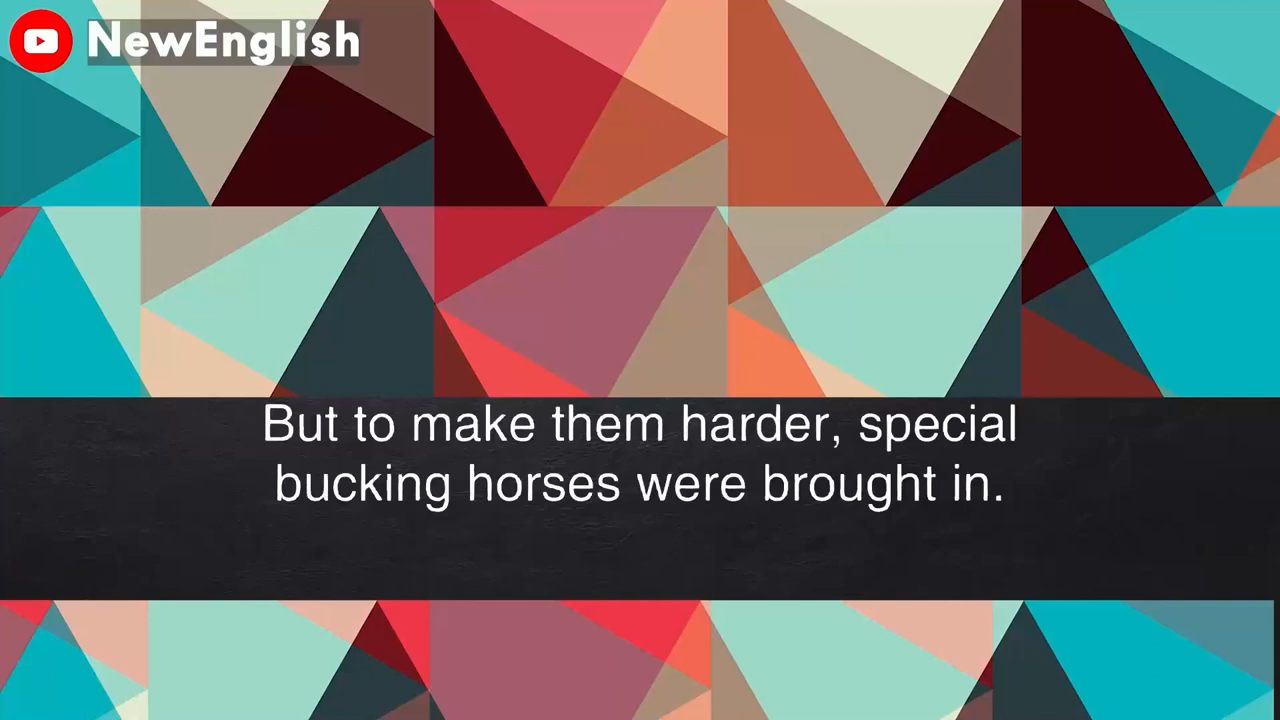 NewEnglish
But to make them harder, special
bucking horses were brought in.